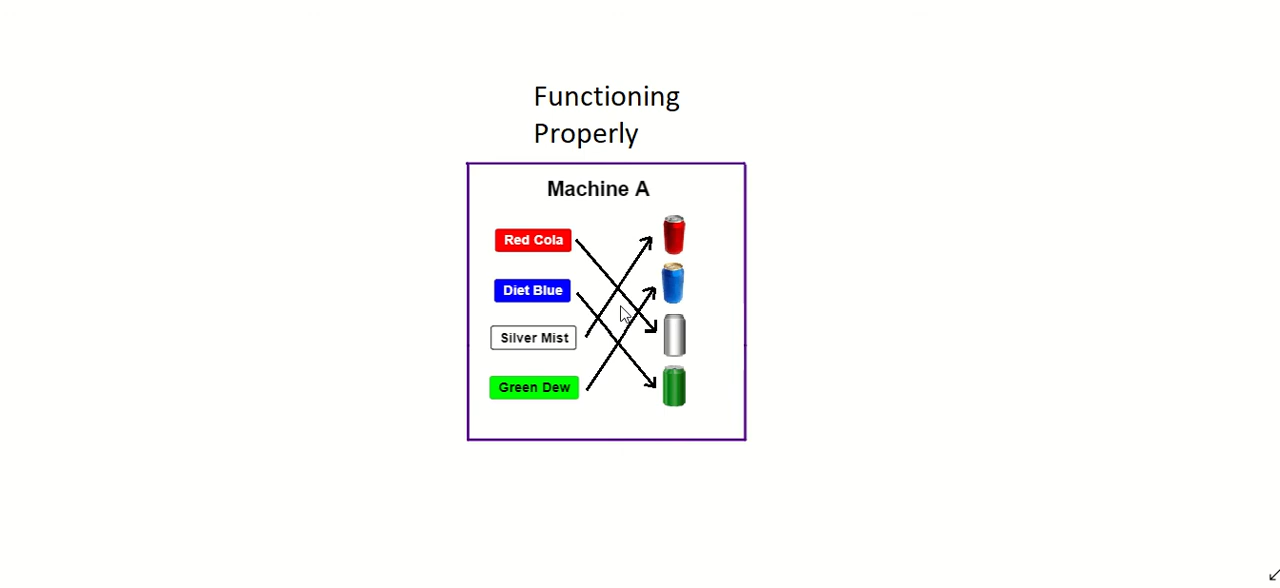 Functioning
Properly
Machine A
Red Cola
Diet Blue
Silver Mist
Green Dew